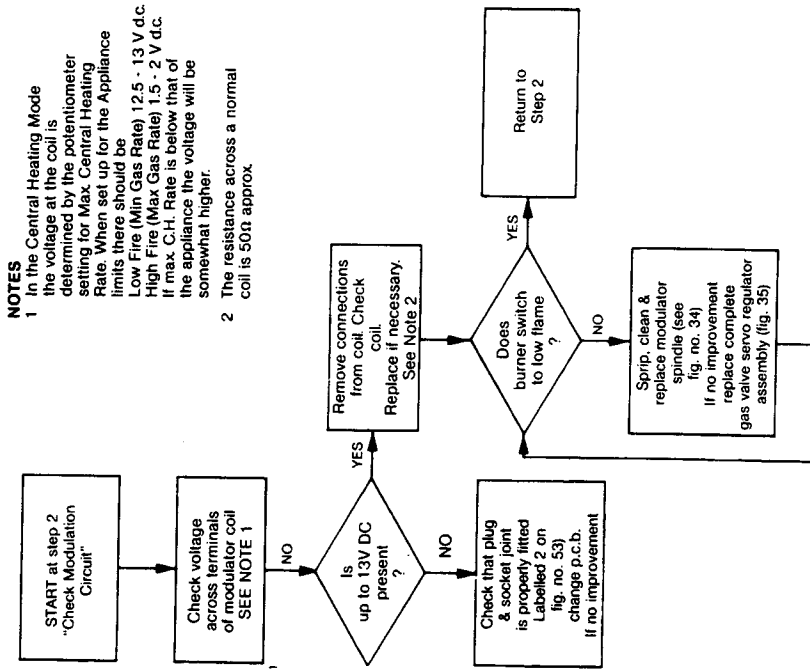 NOTES
1 In the Central Heating Mode
the voltage at the coil is
determined by the potentiometer
setting for Max. Central Heating
Rate. When set up for the Appliance
limits there should be
Low Fire (Min Gas Rate) 12.5 - 13 V d.c.
High Fire (Max Gas Rate) 1.5 - 2 V d.c.
If max. C.H. Rate is below that of
the appliance the voltage will be
somewhat higher.
2 The resistance across a normal
coil is 50Ω approx.
START at step 2
"Check Modulation
Circuit"
Check voltage
across terminals
of modulator coil
SEE NOTE 1
NO
Is
up to 13V DC
present
?
YES
NO
Check that plug
& socket joint
is properly fitted
Labelled 2 on
fig. no. 53)
change p.c.b.
If no improvement
Remove connections
from coil. Check
coil.
Replace if necessary.
See Note 2
Does
burner switch
to low flame
?
YES
Return to
Step 2
NO
Sprip, clean &
replace modulator
spindle (see
fig. no. 34)
If no improvement
replace complete
gas valve servo regulator
assembly (fig. 35)